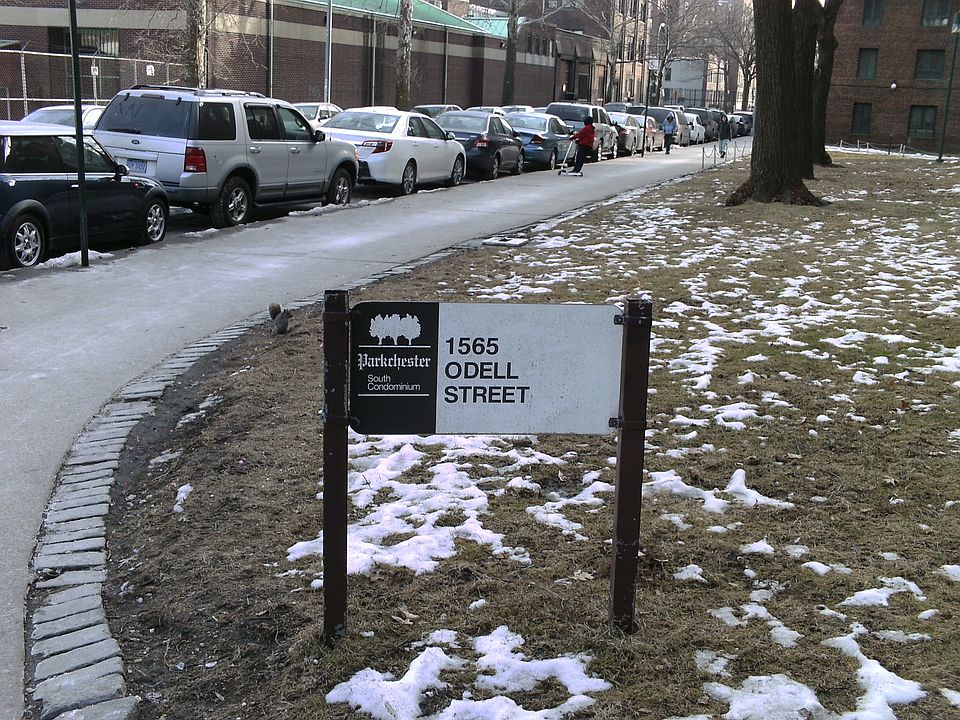 Parkchester
South
Condominium
1565
ODELL
STREET